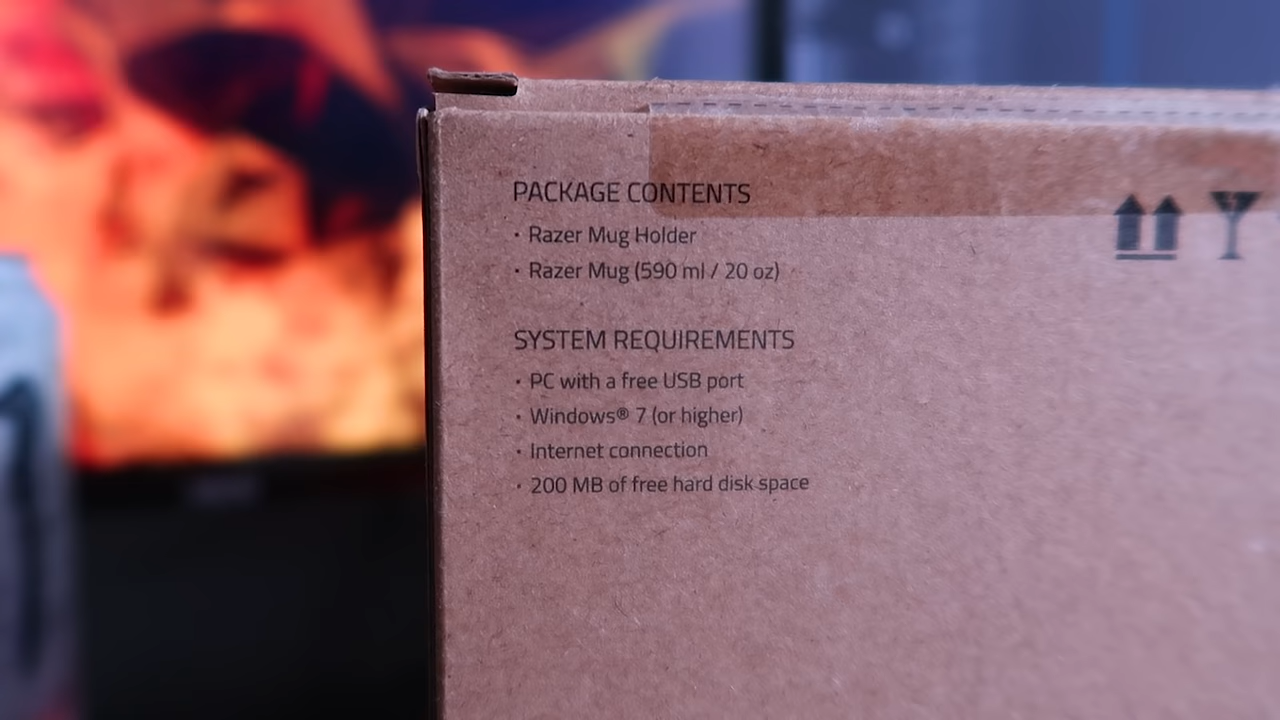 PACKAGE CONTENTS
· Razer Mug Holder
· Razer Mug (590 ml / 20 oz)
SYSTEM REQUIREMENTS
· PC with a free USB port
· Windows® 7 (or higher)
· Internet connection
· 200 MB of free hard disk space